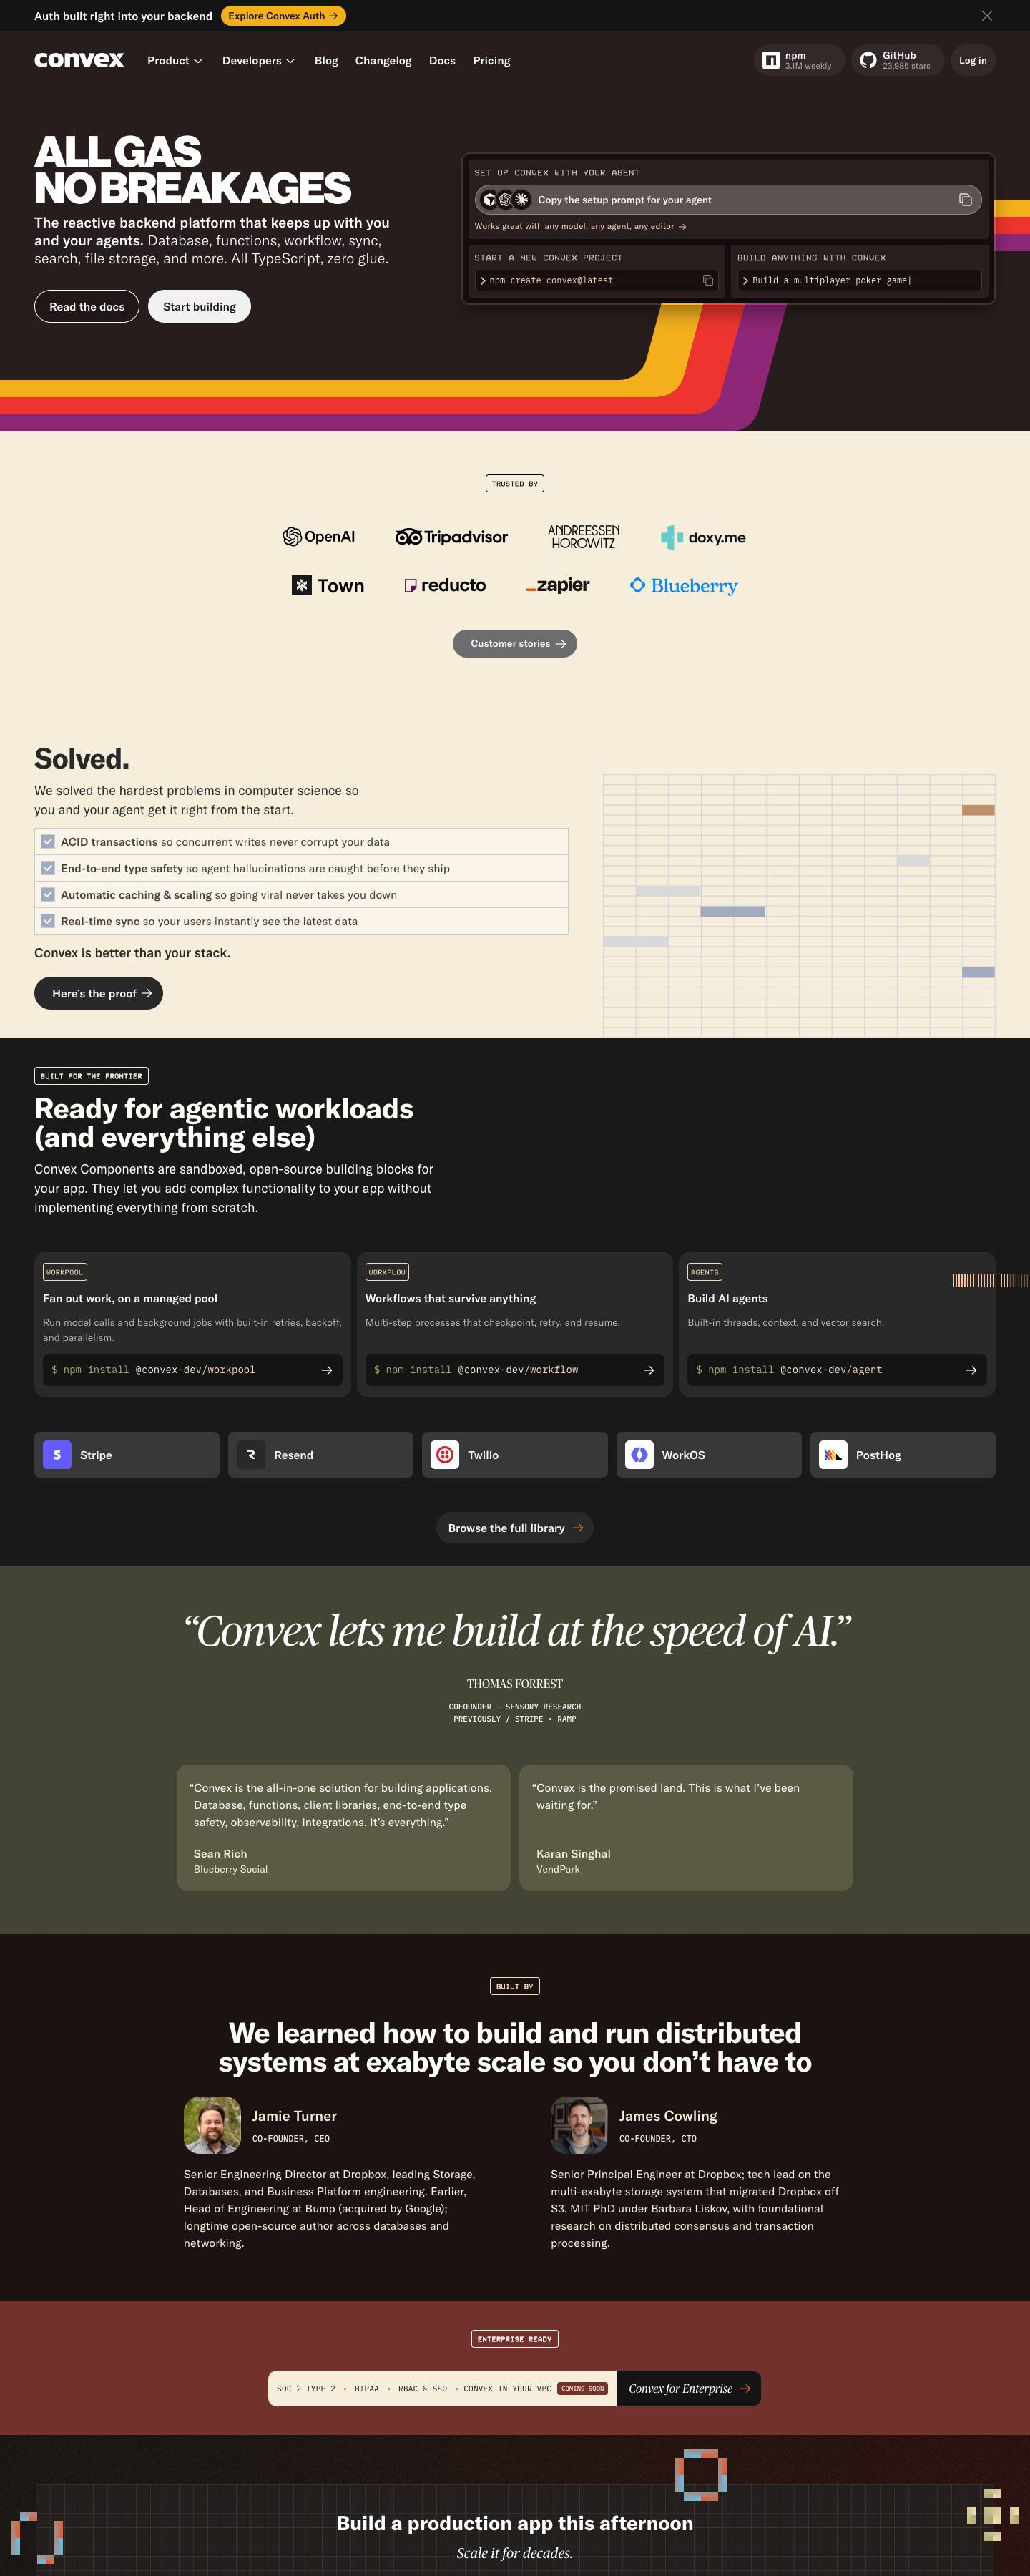 Auth built right into your backend
Explore Convex Auth →
convex
Product
Developers
Blog
Changelog
Docs
Pricing
npm
3.1M weekly
GitHub
23,985 stars
Log in
ALL GAS
NO BREAKAGES
The reactive backend platform that keeps up with you
and your agents. Database, functions, workflow, sync,
search, file storage, and more. All TypeScript, zero glue.
Read the docs
Start building
SET UP CONVEX WITH YOUR AGENT
Copy the setup prompt for your agent
Works great with any model, any agent, any editor →
START A NEW CONVEX PROJECT
npm create convex@latest
BUILD ANYTHING WITH CONVEX
Build a multiplayer poker game|
TRUSTED BY
OpenAI
Tripadvisor
ANDREESSEN
HOROWITZ
doxy.me
Town
reducto
zapier
Blueberry
Customer stories →
Solved.
We solved the hardest problems in computer science so
you and your agent get it right from the start.
ACID transactions so concurrent writes never corrupt your data
End-to-end type safety so agent hallucinations are caught before they ship
Automatic caching & scaling so going viral never takes you down
Real-time sync so your users instantly see the latest data
Convex is better than your stack.
Here's the proof →
BUILT FOR THE FRONTIER
Ready for agentic workloads
(and everything else)
Convex Components are sandboxed, open-source building blocks for
your app. They let you add complex functionality to your app without
implementing everything from scratch.
WORKPOOL
Fan out work, on a managed pool
Run model calls and background jobs with built-in retries, backoff,
and parallelism.
$ npm install @convex-dev/workpool →
WORKFLOW
Workflows that survive anything
Multi-step processes that checkpoint, retry, and resume.
$ npm install @convex-dev/workflow →
AGENTS
Build AI agents
Built-in threads, context, and vector search.
$ npm install @convex-dev/agent →
Stripe
Resend
Twilio
WorkOS
PostHog
Browse the full library →
“Convex lets me build at the speed of AI.”
THOMAS FORREST
COFOUNDER — SENSORY RESEARCH
PREVIOUSLY / STRIPE • RAMP
“Convex is the all-in-one solution for building applications.
Database, functions, client libraries, end-to-end type
safety, observability, integrations. It’s everything.”
Sean Rich
Blueberry Social
“Convex is the promised land. This is what I’ve been
waiting for.”
Karan Singhal
VendPark
BUILT BY
We learned how to build and run distributed
systems at exabyte scale so you don’t have to
Jamie Turner
CO-FOUNDER, CEO
Senior Engineering Director at Dropbox, leading Storage,
Databases, and Business Platform engineering. Earlier,
Head of Engineering at Bump (acquired by Google);
longtime open-source author across databases and
networking.
James Cowling
CO-FOUNDER, CTO
Senior Principal Engineer at Dropbox; tech lead on the
multi-exabyte storage system that migrated Dropbox off
S3. MIT PhD under Barbara Liskov, with foundational
research on distributed consensus and transaction
processing.
ENTERPRISE READY
SOC 2 TYPE 2 • HIPAA • RBAC & SSO • CONVEX IN YOUR VPC COMING SOON
Convex for Enterprise →
Build a production app this afternoon
Scale it for decades.